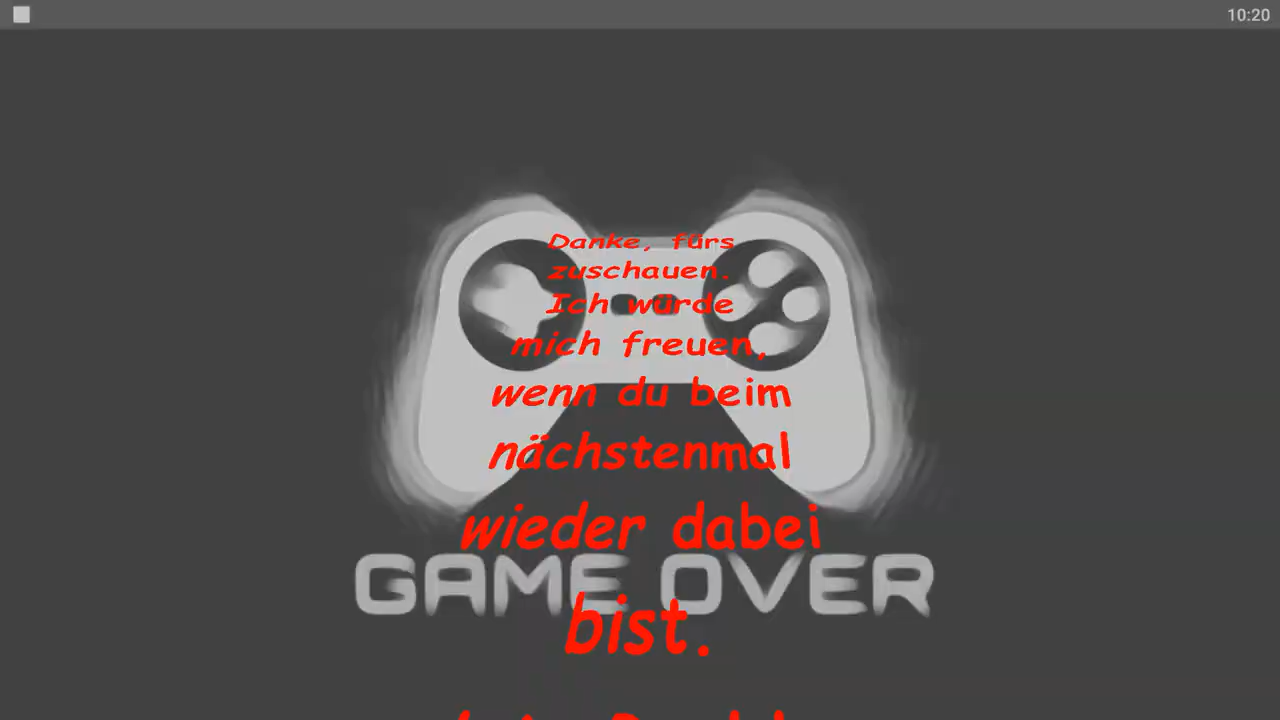 10:20
Danke, fürs
zuschauen.
Ich würde
mich freuen,
wenn du beim
nächstenmal
wieder dabei
GAME OVER
bist.